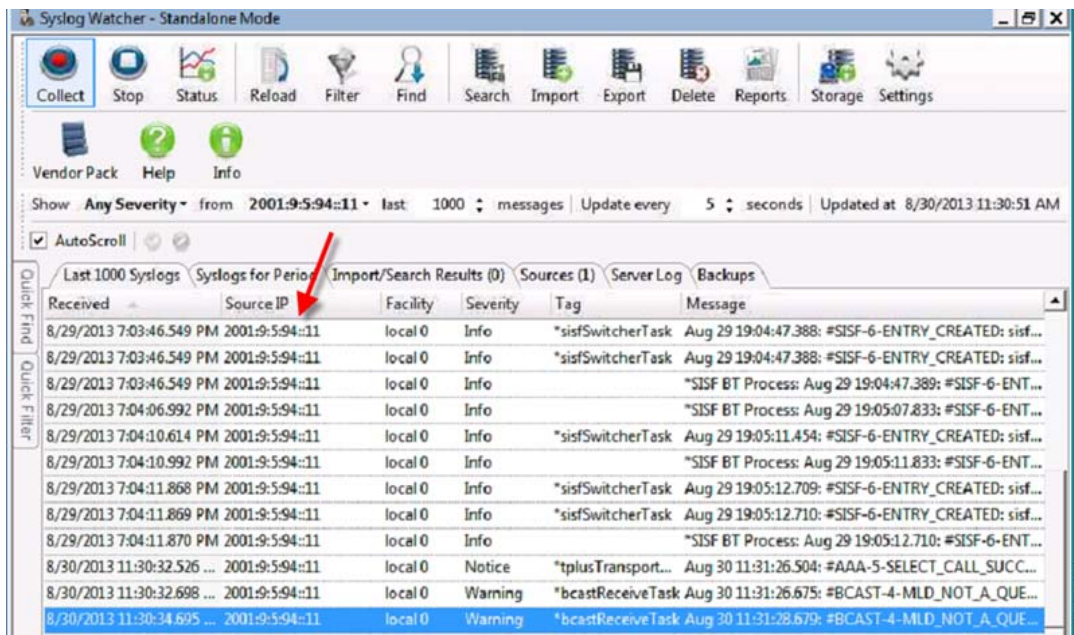 Syslog Watcher - Standalone Mode
Collect Stop Status Reload Filter Find Search Import Export Delete Reports Storage Settings
Vendor Pack Help Info
Show Any Severity from 2001:9:5:94::11 last 1000 messages Update every 5 seconds Updated at 8/30/2013 11:30:51 AM
AutoScroll
Quick Find
Quick Filter
Last 1000 Syslogs Syslogs for Period Import/Search Results (0) Sources (1) Server Log Backups
Received Source IP Facility Severity Tag Message
8/29/2013 7:03:46.549 PM 2001:9:5:94::11 local 0 Info *sisfSwitcherTask Aug 29 19:04:47.388: #SISF-6-ENTRY_CREATED: sisf...
8/29/2013 7:03:46.549 PM 2001:9:5:94::11 local 0 Info *sisfSwitcherTask Aug 29 19:04:47.388: #SISF-6-ENTRY_CREATED: sisf...
8/29/2013 7:03:46.549 PM 2001:9:5:94::11 local 0 Info *SISF BT Process: Aug 29 19:04:47.389: #SISF-6-ENT...
8/29/2013 7:04:06.992 PM 2001:9:5:94::11 local 0 Info *SISF BT Process: Aug 29 19:05:07.833: #SISF-6-ENT...
8/29/2013 7:04:10.614 PM 2001:9:5:94::11 local 0 Info *sisfSwitcherTask Aug 29 19:05:11.454: #SISF-6-ENTRY_CREATED: sisf...
8/29/2013 7:04:10.992 PM 2001:9:5:94::11 local 0 Info *SISF BT Process: Aug 29 19:05:11.833: #SISF-6-ENT...
8/29/2013 7:04:11.868 PM 2001:9:5:94::11 local 0 Info *sisfSwitcherTask Aug 29 19:05:12.709: #SISF-6-ENTRY_CREATED: sisf...
8/29/2013 7:04:11.869 PM 2001:9:5:94::11 local 0 Info *sisfSwitcherTask Aug 29 19:05:12.710: #SISF-6-ENTRY_CREATED: sisf...
8/29/2013 7:04:11.870 PM 2001:9:5:94::11 local 0 Info *SISF BT Process: Aug 29 19:05:12.710: #SISF-6-ENT...
8/30/2013 11:30:32.526 ... 2001:9:5:94::11 local 0 Notice *tplusTransport... Aug 30 11:31:26.504: #AAA-5-SELECT_CALL_SUCC...
8/30/2013 11:30:32.698 ... 2001:9:5:94::11 local 0 Warning *bcastReceiveTask Aug 30 11:31:26.675: #BCAST-4-MLD_NOT_A_QUE...
8/30/2013 11:30:34.695 ... 2001:9:5:94::11 local 0 Warning *bcastReceiveTask Aug 30 11:31:28.679: #BCAST-4-MLD_NOT_A_QUE...